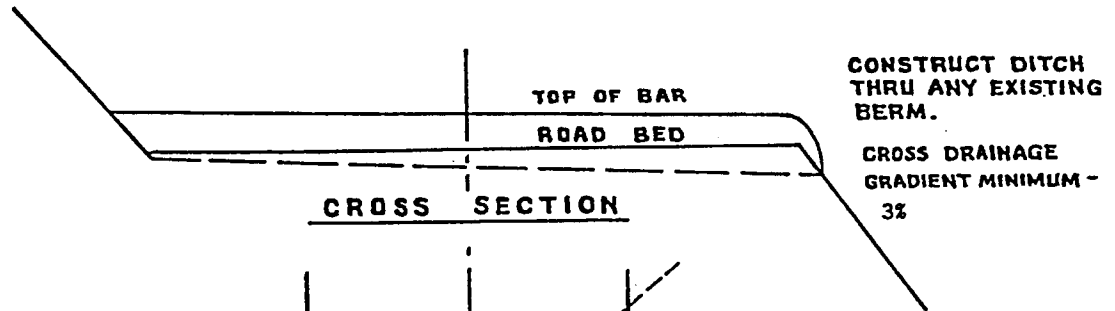 CONSTRUCT DITCH
THRU ANY EXISTING
BERM.
TOP OF BAR
ROAD BED
CROSS DRAINAGE
GRADIENT MINIMUM -
3%
CROSS SECTION